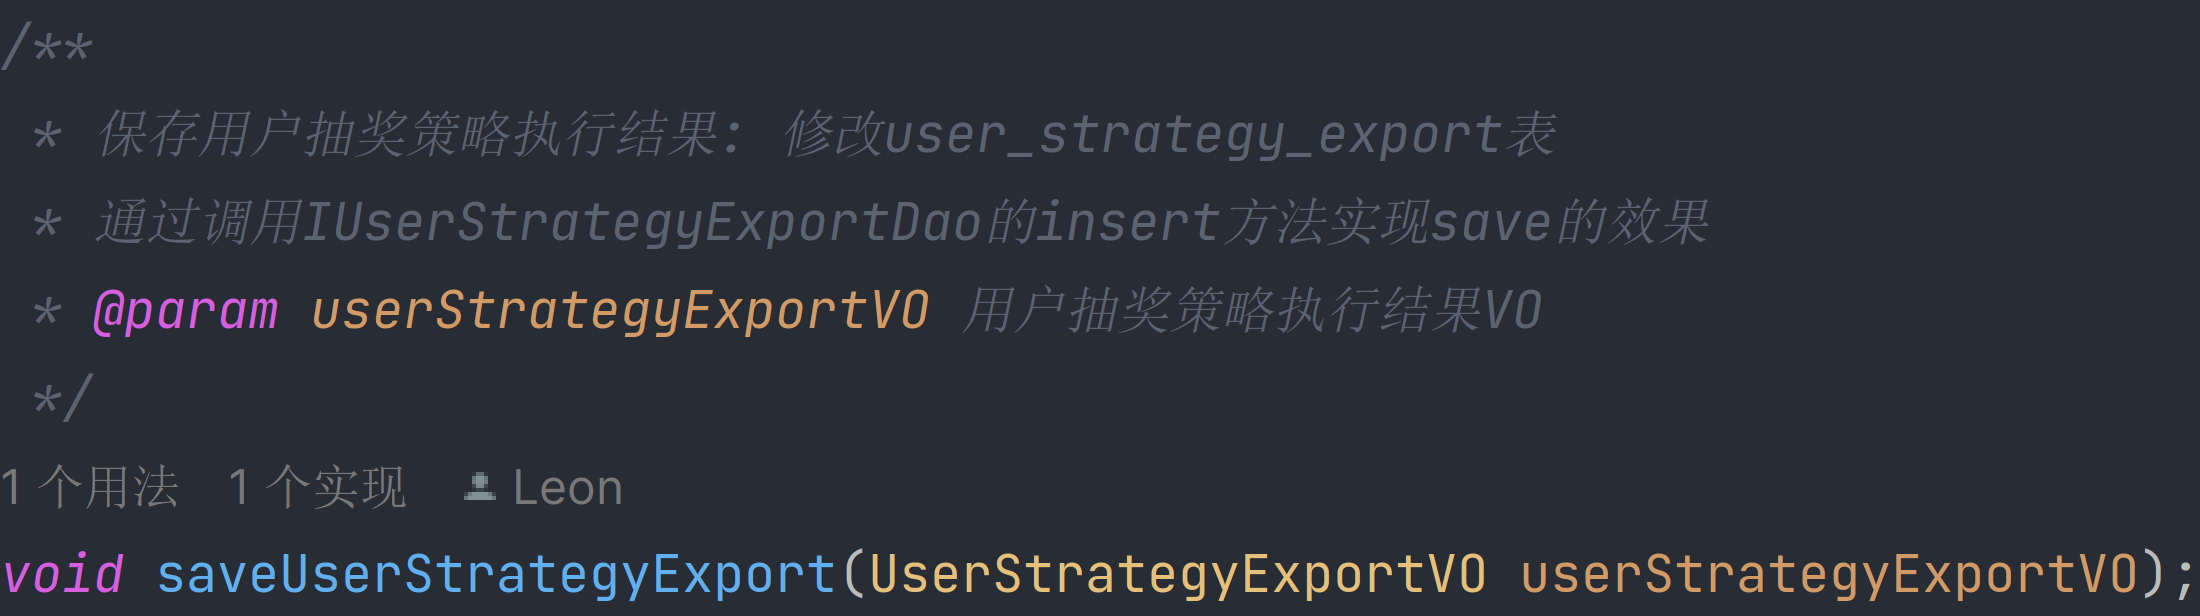 /**
* 保存用户抽奖策略执行结果: 修改user_strategy_export表
* 通过调用IUserStrategyExportDao的insert方法实现save的效果
* @param userStrategyExportVO 用户抽奖策略执行结果VO
*/
1 个用法 1 个实现 Leon
void saveUserStrategyExport(UserStrategyExportVO userStrategyExportVO);